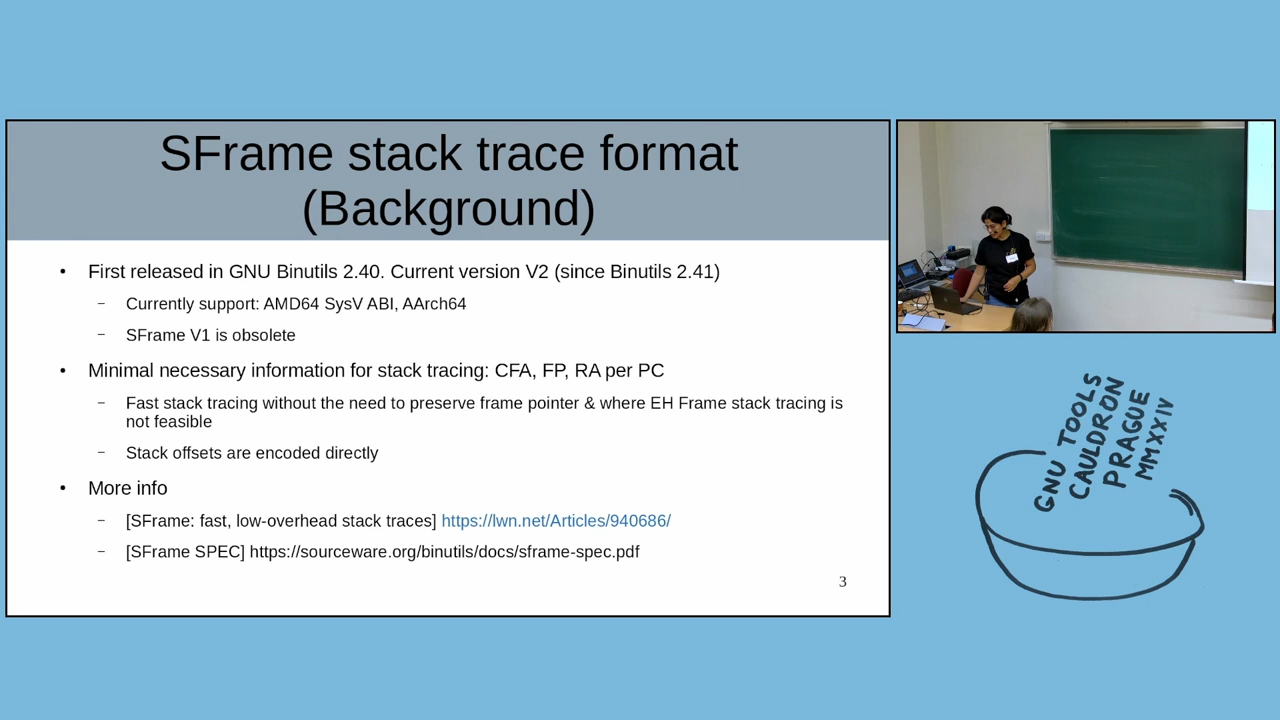 SFrame stack trace format
(Background)
• First released in GNU Binutils 2.40. Current version V2 (since Binutils 2.41)
– Currently support: AMD64 SysV ABI, AArch64
– SFrame V1 is obsolete
• Minimal necessary information for stack tracing: CFA, FP, RA per PC
– Fast stack tracing without the need to preserve frame pointer & where EH Frame stack tracing is
not feasible
– Stack offsets are encoded directly
• More info
– [SFrame: fast, low-overhead stack traces] https://lwn.net/Articles/940686/
– [SFrame SPEC] https://sourceware.org/binutils/docs/sframe-spec.pdf
3
GNU TOOLS
CAULDRON
PRAGUE
MMXXIV